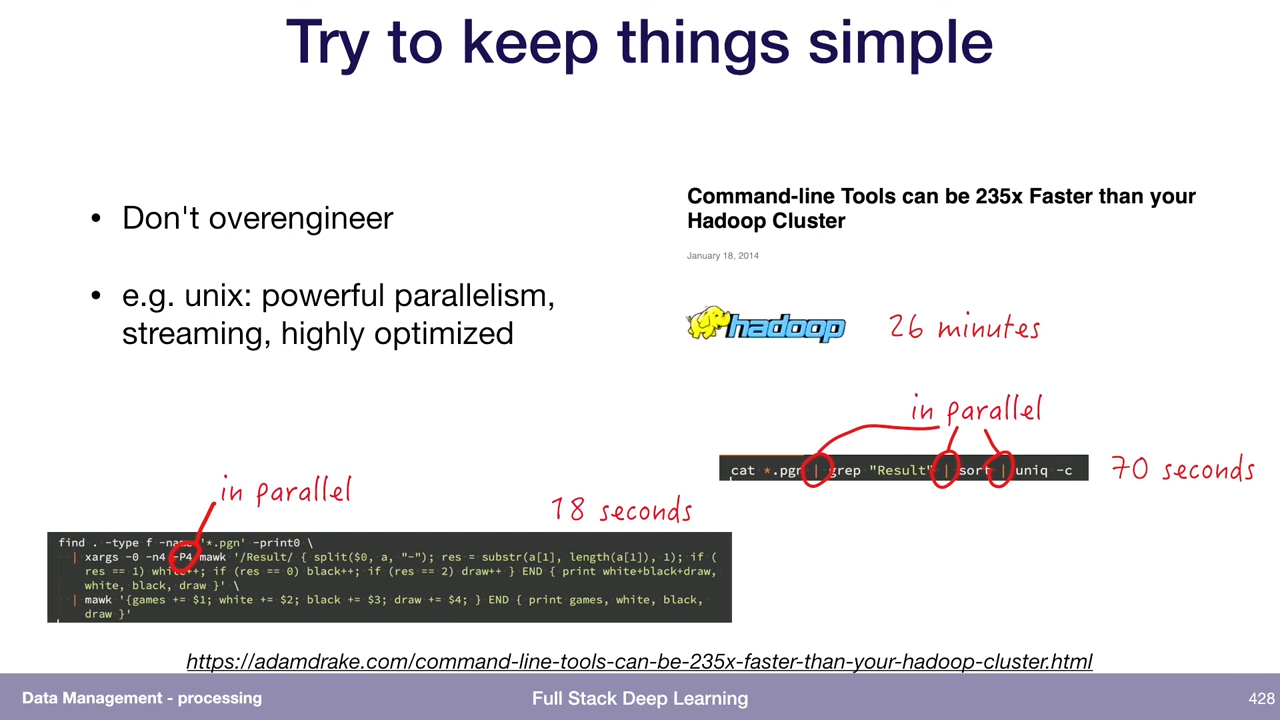 Try to keep things simple
• Don't overengineer
• e.g. unix: powerful parallelism,
streaming, highly optimized
Command-line Tools can be 235x Faster than your
Hadoop Cluster
January 18, 2014
hadoop
26 minutes
in parallel
cat *.pgn | grep "Result" | sort | uniq -c
70 seconds
in parallel
18 seconds
find . -type f -name '*.pgn' -print0 \
| xargs -0 -n4 -P4 mawk '/Result/ { split($0, a, "-"); res = substr(a[1], length(a[1]), 1); if (
res == 1) white++; if (res == 0) black++; if (res == 2) draw++ } END { print white+black+draw,
white, black, draw }' \
| mawk '{games += $1; white += $2; black += $3; draw += $4; } END { print games, white, black,
draw }'
https://adamdrake.com/command-line-tools-can-be-235x-faster-than-your-hadoop-cluster.html
Data Management - processing
Full Stack Deep Learning
428